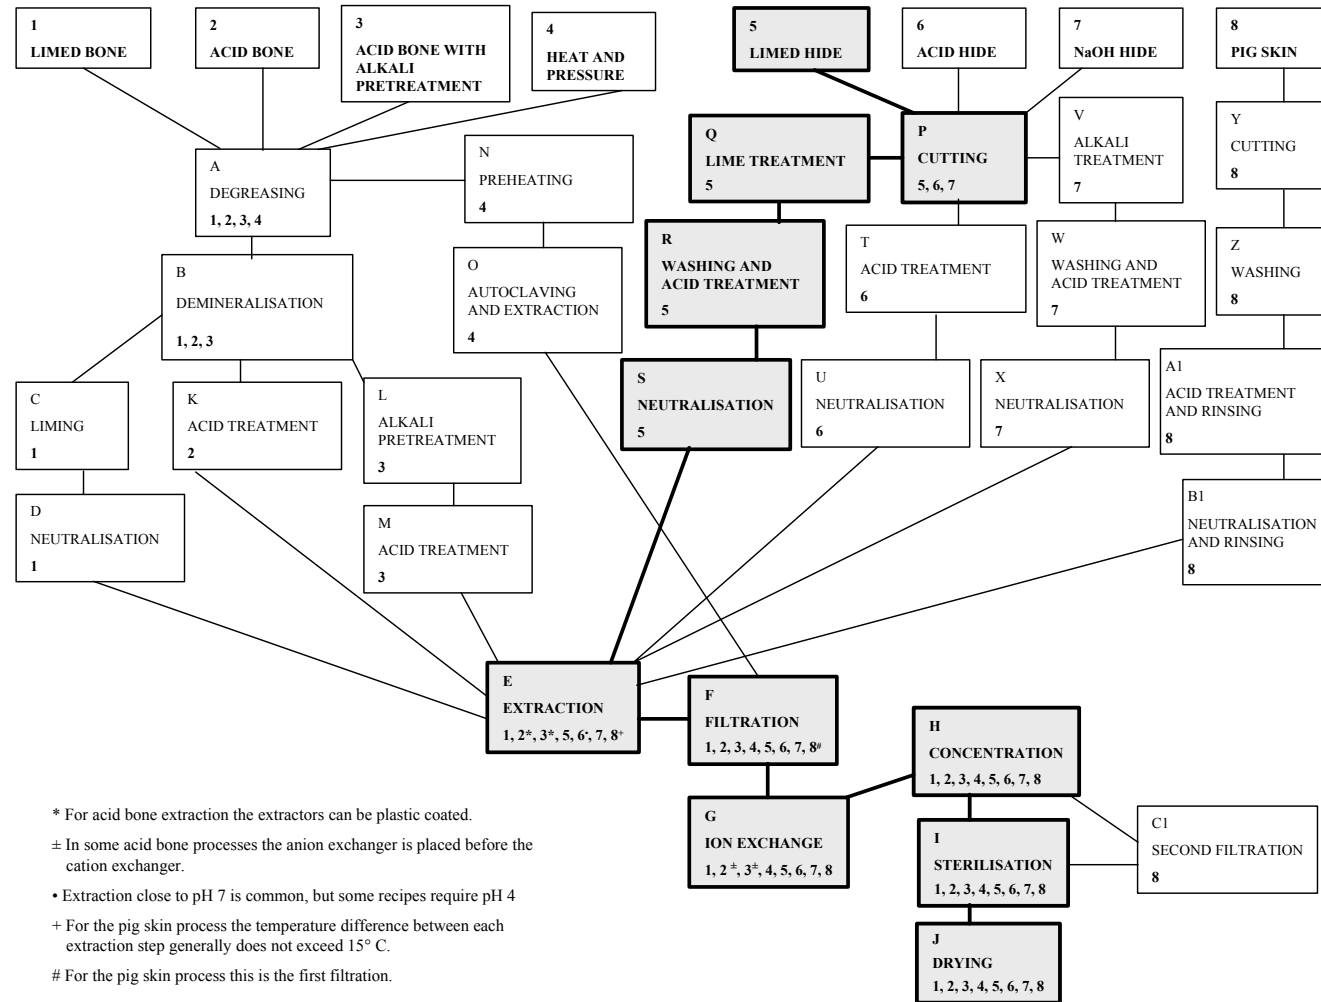 1
LIMED BONE
2
ACID BONE
3
ACID BONE WITH
ALKALI
PRETREATMENT
4
HEAT AND
PRESSURE
5
LIMED HIDE
6
ACID HIDE
7
NaOH HIDE
8
PIG SKIN
A
DEGREASING
1, 2, 3, 4
N
PREHEATING
4
Q
LIME TREATMENT
5
P
CUTTING
5, 6, 7
V
ALKALI
TREATMENT
7
Y
CUTTING
8
B
DEMINERALISATION
1, 2, 3
O
AUTOCLAVING
AND EXTRACTION
4
R
WASHING AND
ACID TREATMENT
5
T
ACID TREATMENT
6
W
WASHING AND
ACID TREATMENT
7
Z
WASHING
8
C
LIMING
1
K
ACID TREATMENT
2
L
ALKALI
PRETREATMENT
3
S
NEUTRALISATION
5
U
NEUTRALISATION
6
X
NEUTRALISATION
7
A1
ACID TREATMENT
AND RINSING
8
D
NEUTRALISATION
1
M
ACID TREATMENT
3
B1
NEUTRALISATION
AND RINSING
8
E
EXTRACTION
1, 2*, 3*, 5, 6•, 7, 8+
F
FILTRATION
1, 2, 3, 4, 5, 6, 7, 8#
G
ION EXCHANGE
1, 2 ±, 3±, 4, 5, 6, 7, 8
H
CONCENTRATION
1, 2, 3, 4, 5, 6, 7, 8
I
STERILISATION
1, 2, 3, 4, 5, 6, 7, 8
C1
SECOND FILTRATION
8
J
DRYING
1, 2, 3, 4, 5, 6, 7, 8
* For acid bone extraction the extractors can be plastic coated.
± In some acid bone processes the anion exchanger is placed before the
cation exchanger.
• Extraction close to pH 7 is common, but some recipes require pH 4
+ For the pig skin process the temperature difference between each
extraction step generally does not exceed 15° C.
# For the pig skin process this is the first filtration.